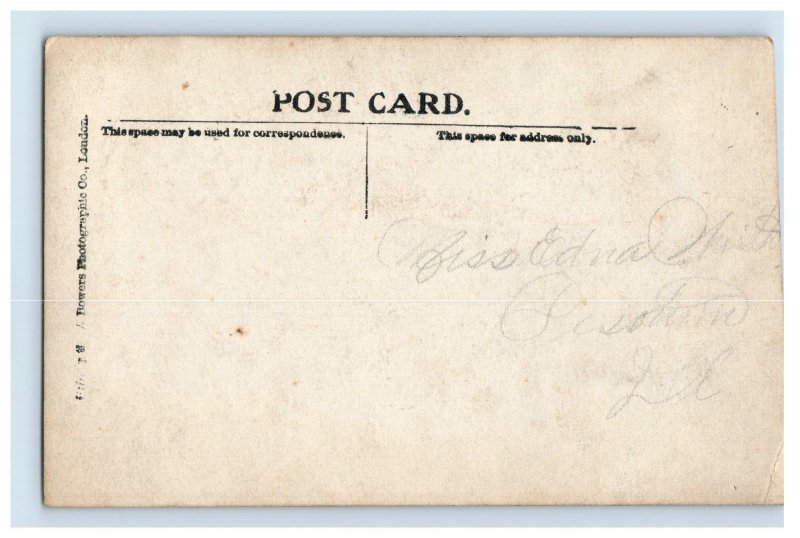 POST CARD.
This space may be used for correspondence.
This space for address only.
Bowers Photographic Co., London.
Miss Edna
Ill